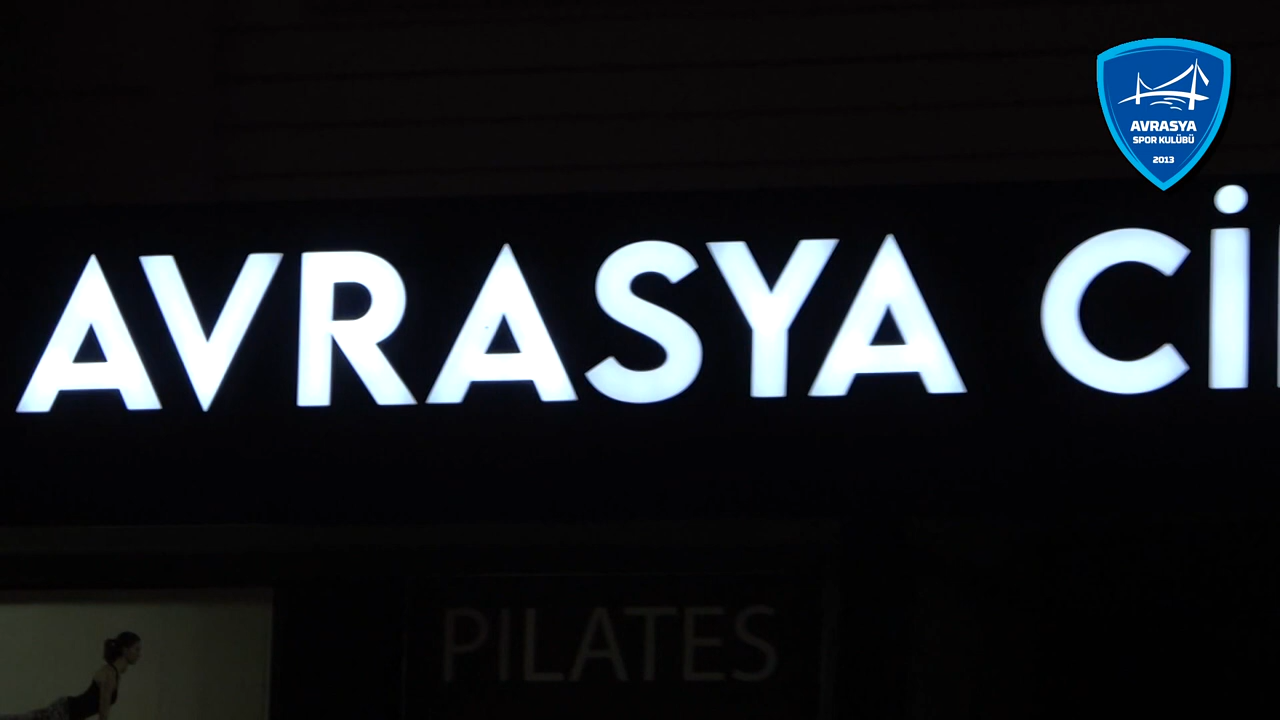 AVRASYA
SPOR KULÜBÜ
2013
AVRASYA Cİ
PILATES